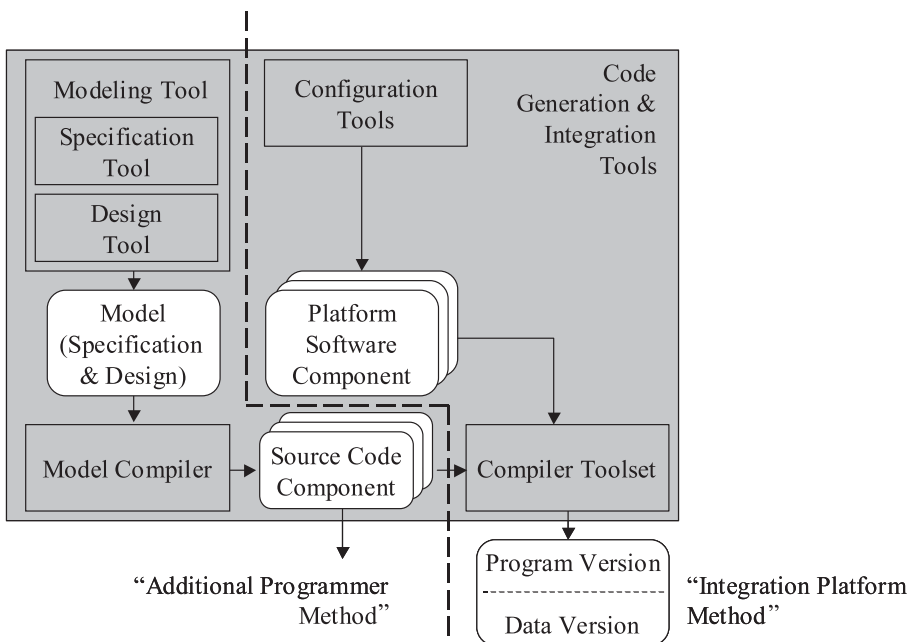 Modeling Tool
Specification
Tool
Design
Tool
Configuration
Tools
Code
Generation &
Integration
Tools
Model
(Specification
& Design)
Platform
Software
Component
Model Compiler
Source Code
Component
Compiler Toolset
“Additional Programmer
Method”
Program Version
Data Version
“Integration Platform
Method”